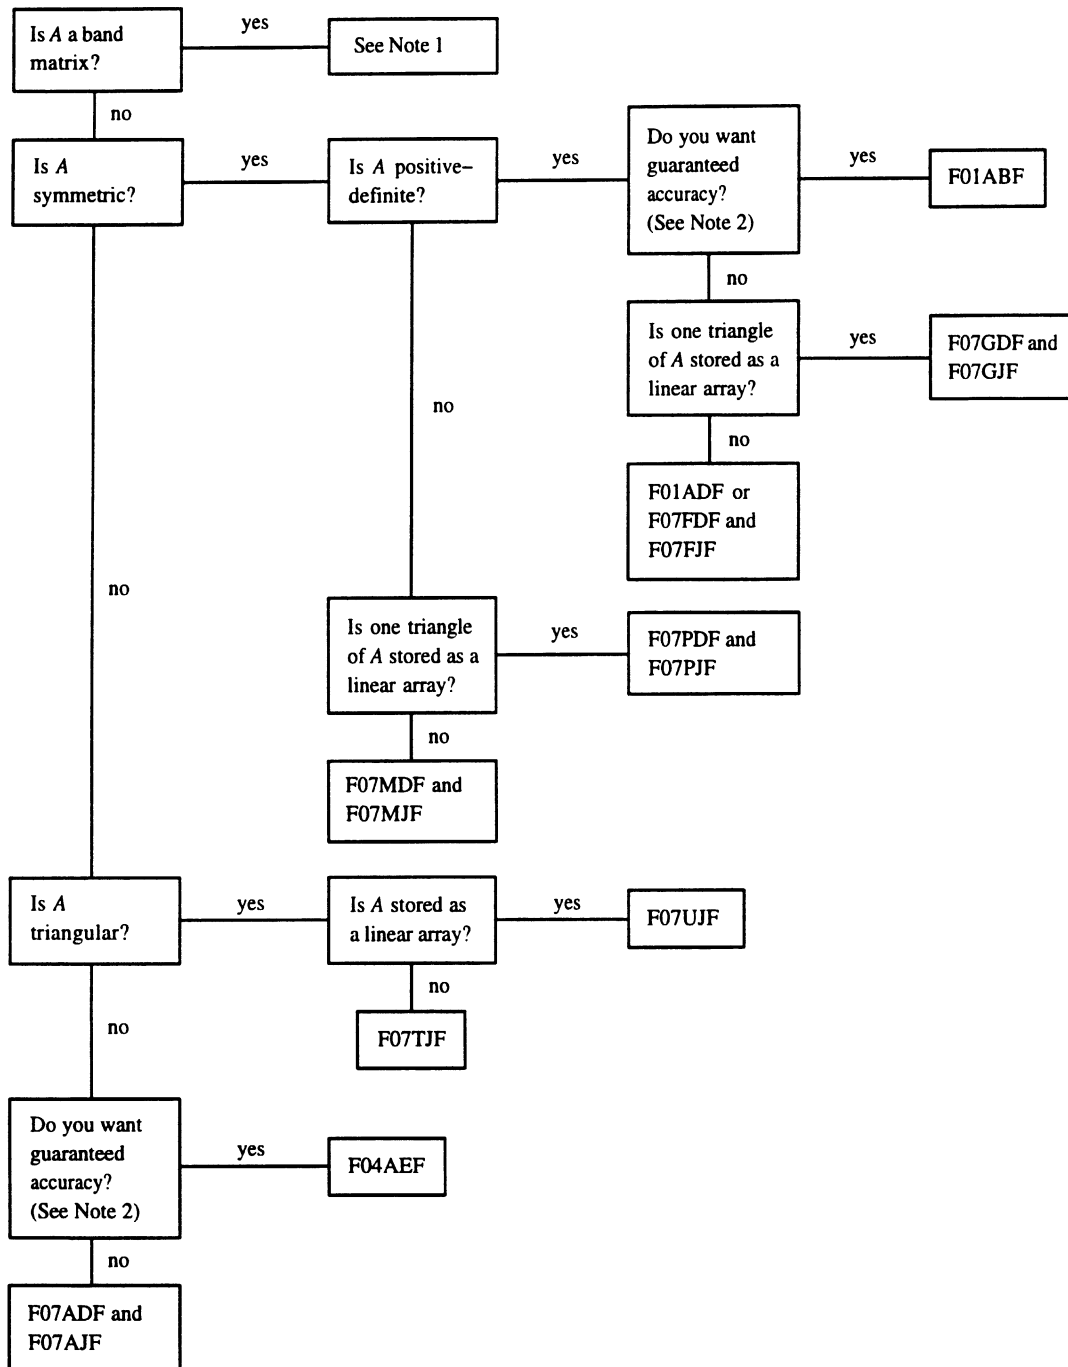 Is A a band
matrix?
yes
See Note 1
no
Is A
symmetric?
yes
Is A positive–
definite?
yes
Do you want
guaranteed
accuracy?
(See Note 2)
yes
F01ABF
no
Is one triangle
of A stored as a
linear array?
yes
F07GDF and
F07GJF
no
no
F01ADF or
F07FDF and
F07FJF
no
Is one triangle
of A stored as a
linear array?
yes
F07PDF and
F07PJF
no
F07MDF and
F07MJF
Is A
triangular?
yes
Is A stored as
a linear array?
yes
F07UJF
no
F07TJF
no
Do you want
guaranteed
accuracy?
(See Note 2)
yes
F04AEF
no
F07ADF and
F07AJF